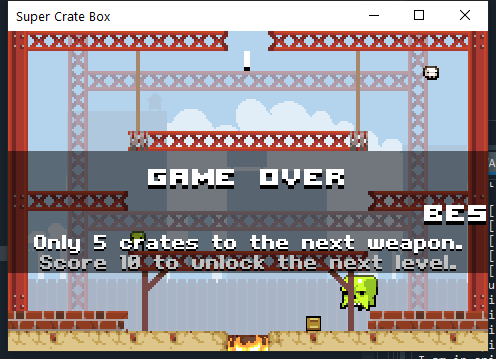 Super Crate Box
GAME OVER
BES
Only 5 crates to the next weapon.
Score 10 to unlock the next level.